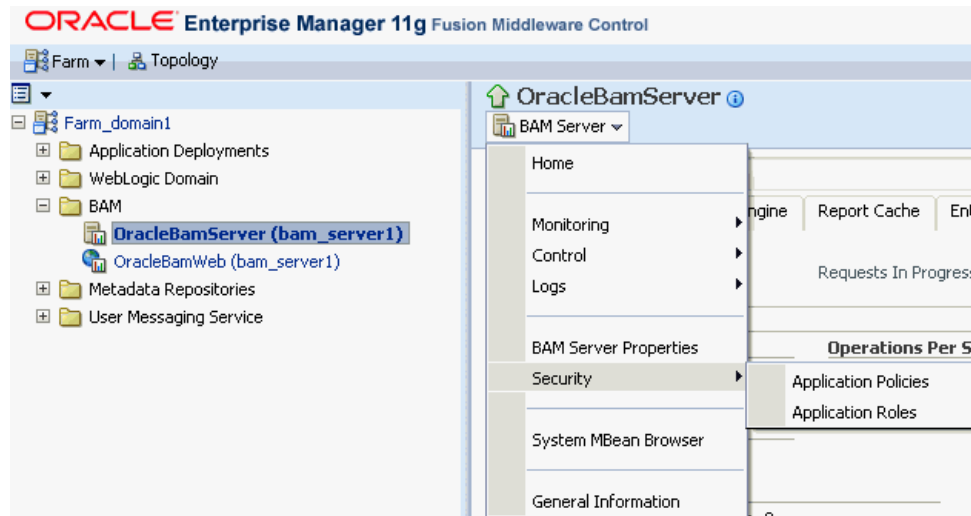 ORACLE Enterprise Manager 11g Fusion Middleware Control
Farm | Topology
Farm_domain1
Application Deployments
WebLogic Domain
BAM
OracleBamServer (bam_server1)
OracleBamWeb (bam_server1)
Metadata Repositories
User Messaging Service
OracleBamServer
BAM Server
Home
Monitoring
Control
Logs
BAM Server Properties
Security
System MBean Browser
General Information
Application Policies
Application Roles
ngine Report Cache Ent
Requests In Progress
Operations Per S